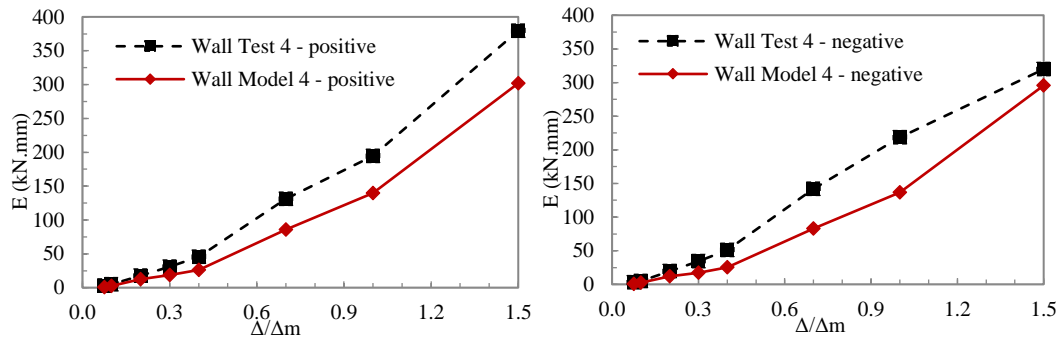 400
350
300
250
200
150
100
50
0
E (kN.mm)
Wall Test 4 - positive
Wall Model 4 - positive
0.0 0.3 0.6 0.9 1.2 1.5
Δ/Δm
400
350
300
250
200
150
100
50
0
E (kN.mm)
Wall Test 4 - negative
Wall Model 4 - negative
0.0 0.3 0.6 0.9 1.2 1.5
Δ/Δm